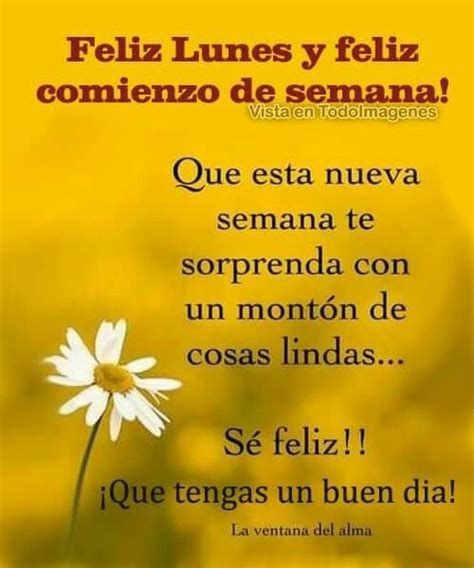 Feliz Lunes y feliz
comienzo de semana!
Vista en TodoImagenes
Que esta nueva
semana te
sorprenda con
un montón de
cosas lindas...
Sé feliz!!
¡Que tengas un buen dia!
La ventana del alma